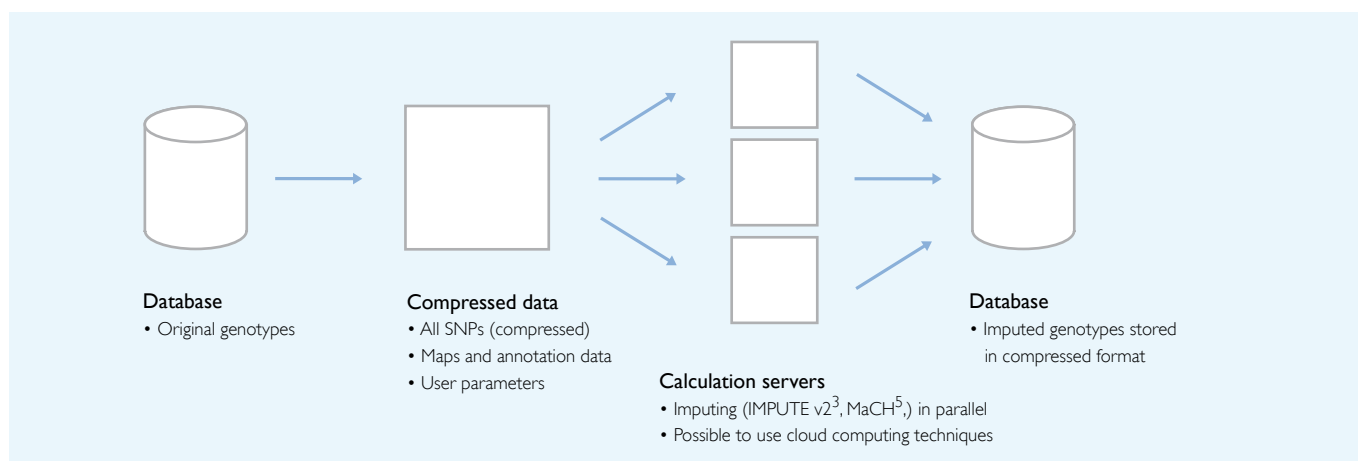 Database
• Original genotypes
Compressed data
• All SNPs (compressed)
• Maps and annotation data
• User parameters
Calculation servers
• Imputing (IMPUTE v2³, MaCH⁵,) in parallel
• Possible to use cloud computing techniques
Database
• Imputed genotypes stored
in compressed format